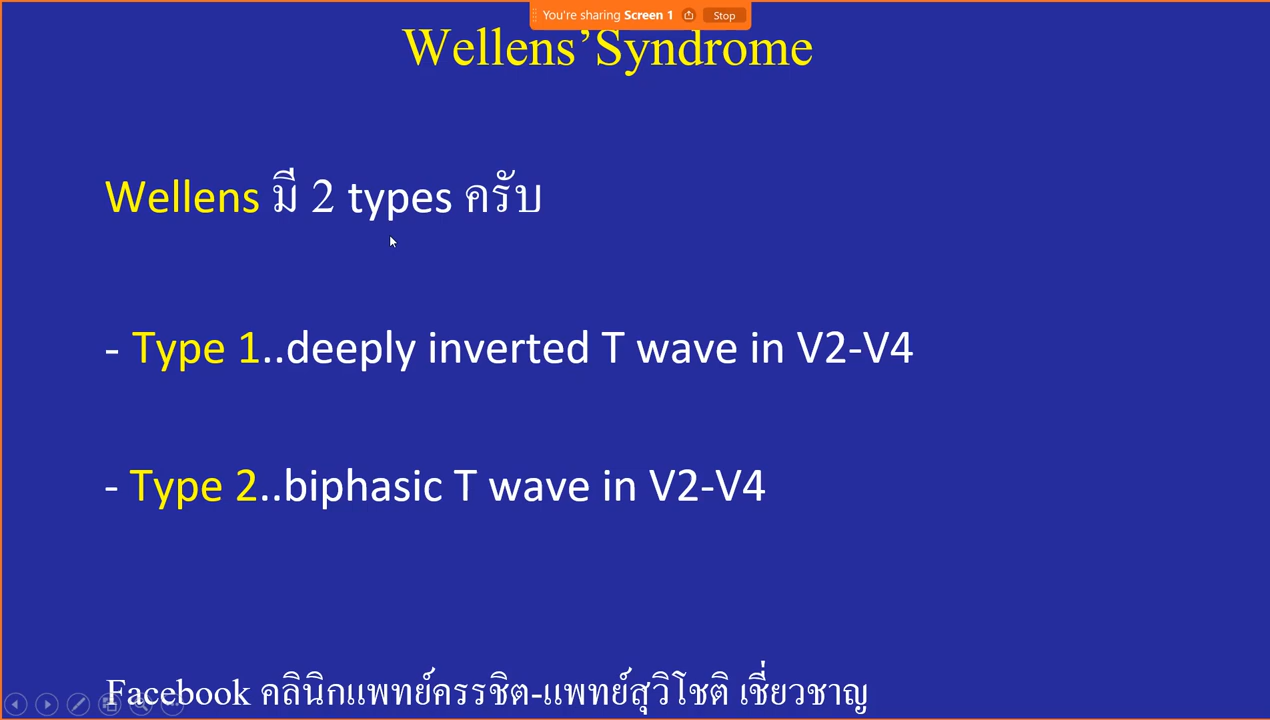 You're sharing Screen 1 Stop
Wellens’Syndrome
Wellens มี 2 types ครับ
- Type 1..deeply inverted T wave in V2-V4
- Type 2..biphasic T wave in V2-V4
Facebook คลินิกแพทย์ครรชิต-แพทย์สุวิโชติ เชี่ยวชาญ